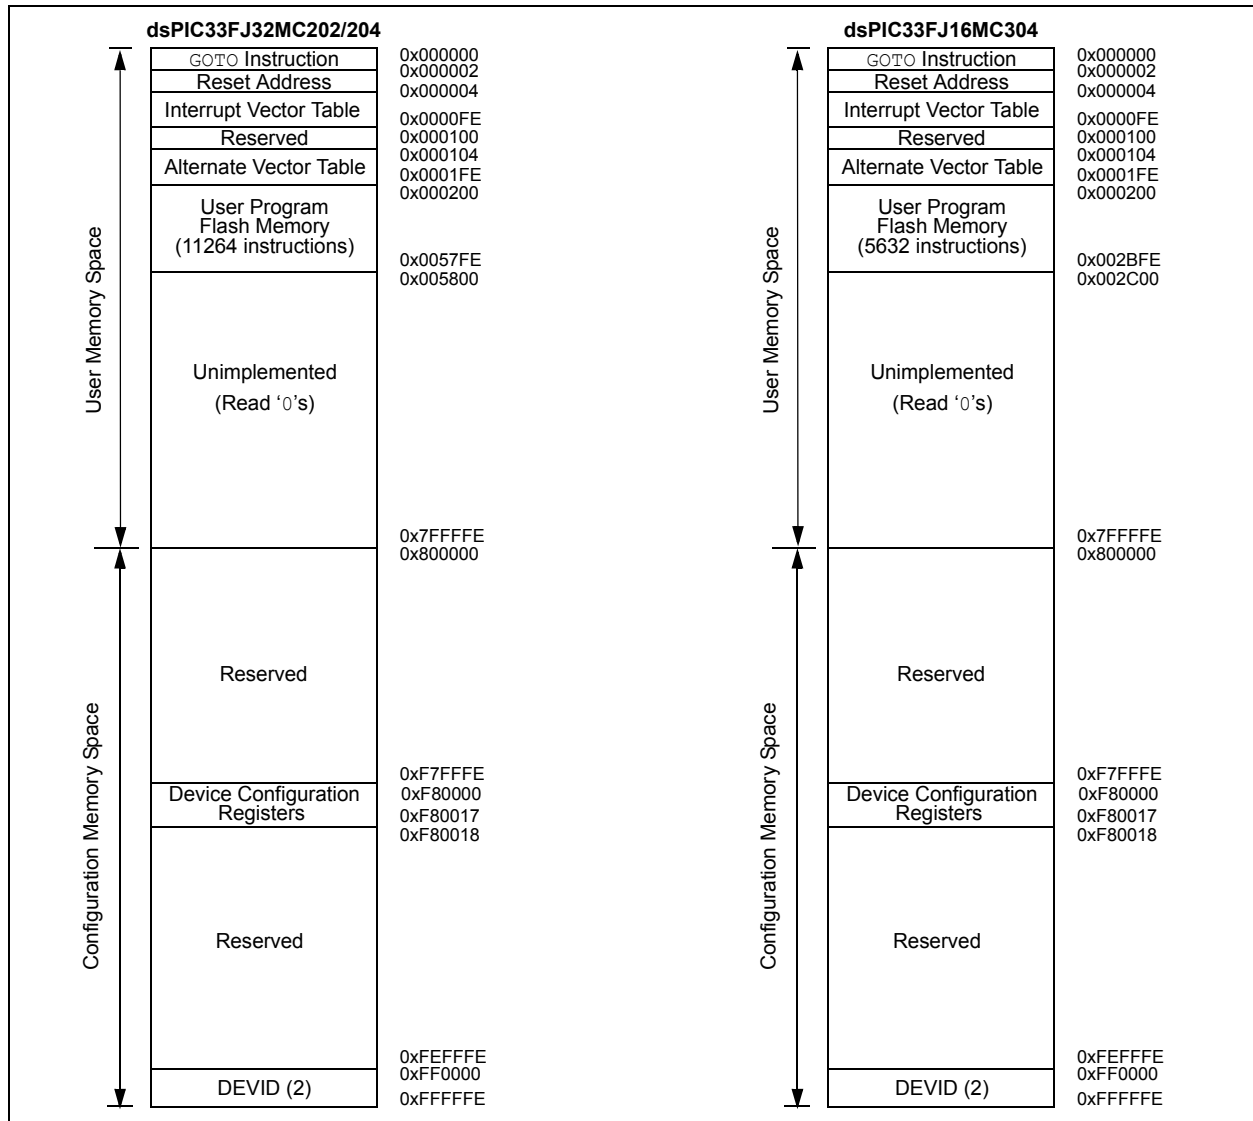 dsPIC33FJ32MC202/204
GOTO Instruction
0x000000
0x000002
Reset Address
0x000004
Interrupt Vector Table
0x0000FE
Reserved
0x000100
0x000104
Alternate Vector Table
0x0001FE
0x000200
User Program
Flash Memory
(11264 instructions)
0x0057FE
0x005800
User Memory Space
Unimplemented
(Read ‘0’s)
0x7FFFFE
0x800000
Reserved
Configuration Memory Space
0xF7FFFE
Device Configuration
Registers
0xF80000
0xF80017
0xF80018
Reserved
0xFEFFFE
0xFF0000
DEVID (2)
0xFFFFFE
dsPIC33FJ16MC304
GOTO Instruction
0x000000
0x000002
Reset Address
0x000004
Interrupt Vector Table
0x0000FE
Reserved
0x000100
0x000104
Alternate Vector Table
0x0001FE
0x000200
User Program
Flash Memory
(5632 instructions)
0x002BFE
0x002C00
User Memory Space
Unimplemented
(Read ‘0’s)
0x7FFFFE
0x800000
Reserved
Configuration Memory Space
0xF7FFFE
Device Configuration
Registers
0xF80000
0xF80017
0xF80018
Reserved
0xFEFFFE
0xFF0000
DEVID (2)
0xFFFFFE